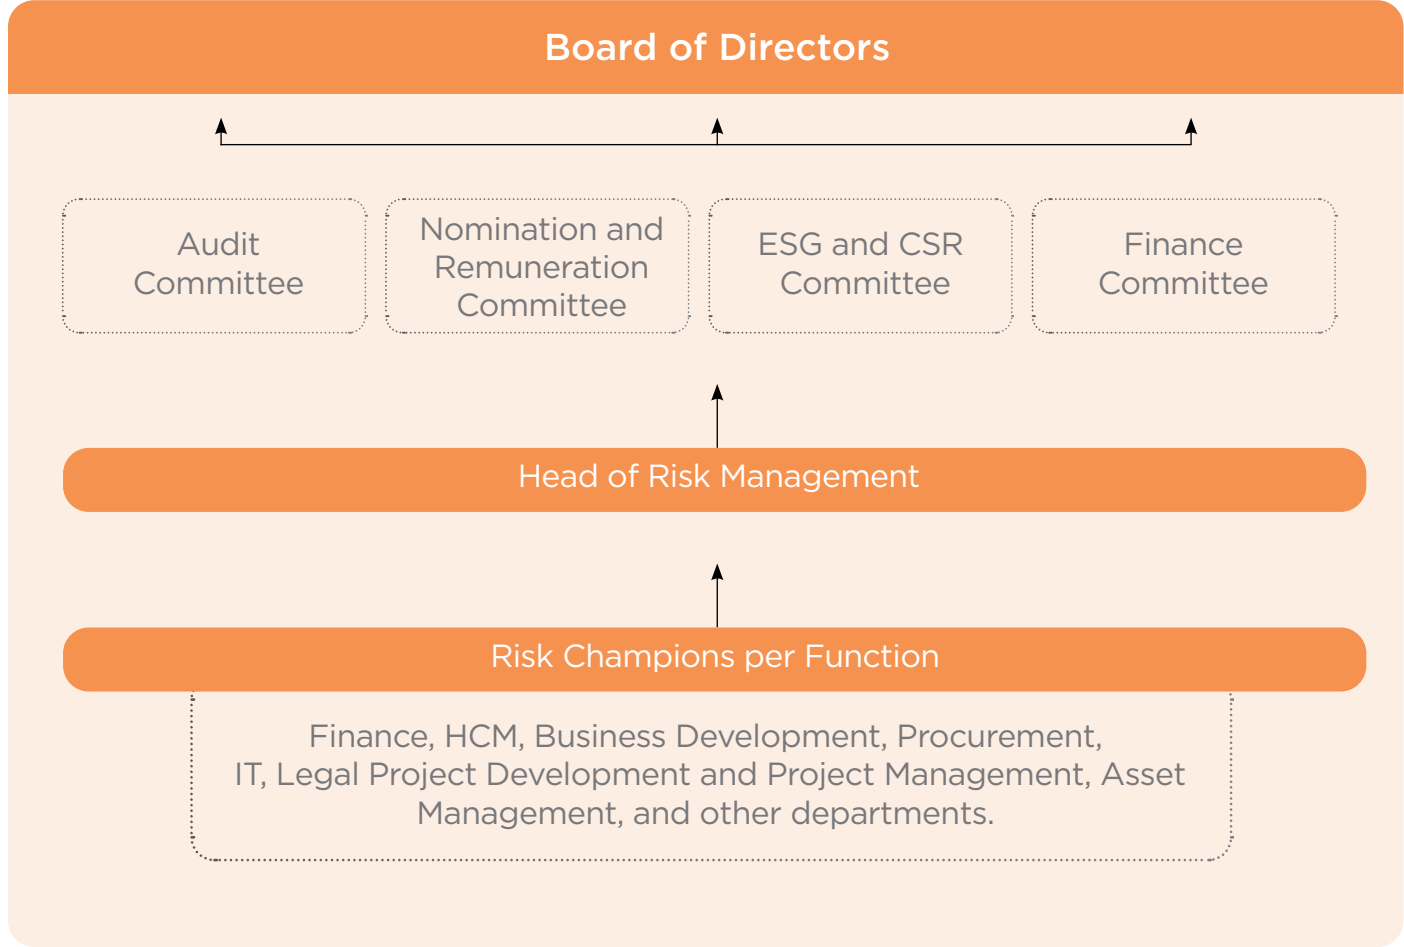 Board of Directors
Audit
Committee
Nomination and
Remuneration
Committee
ESG and CSR
Committee
Finance
Committee
Head of Risk Management
Risk Champions per Function
Finance, HCM, Business Development, Procurement,
IT, Legal Project Development and Project Management, Asset
Management, and other departments.